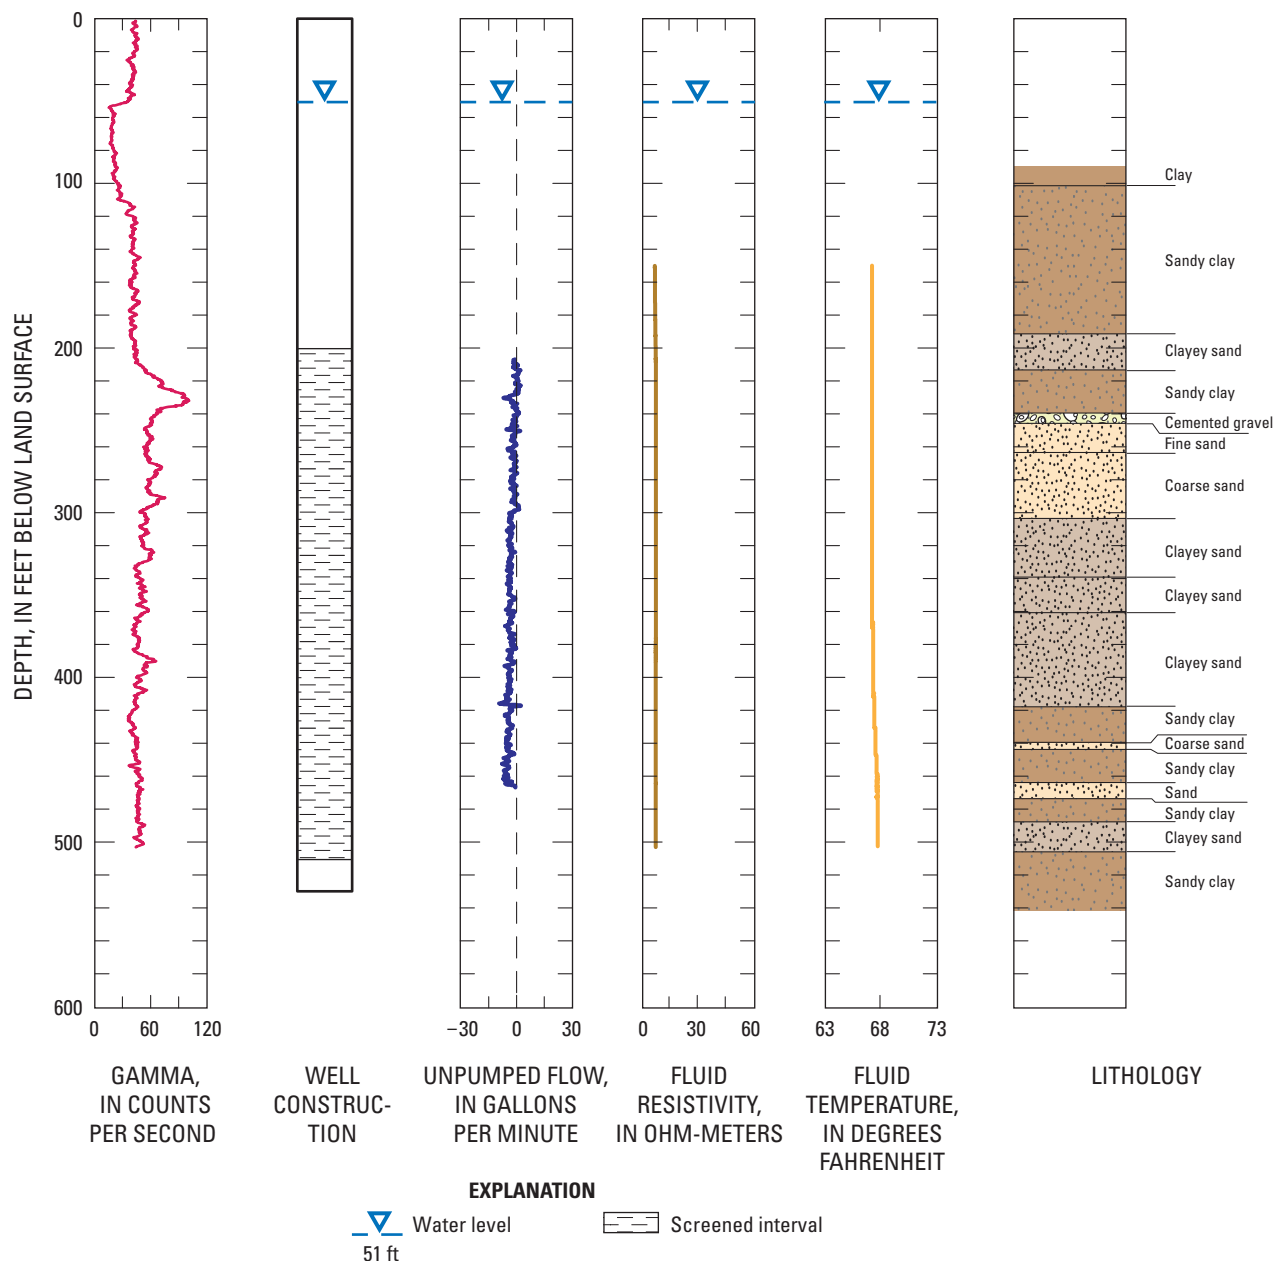 0
100
200
300
400
500
600
DEPTH, IN FEET BELOW LAND SURFACE
0 60 120
−30 0 30
0 30 60
63 68 73
Clay
Sandy clay
Clayey sand
Sandy clay
Cemented gravel
Fine sand
Coarse sand
Clayey sand
Clayey sand
Clayey sand
Sandy clay
Coarse sand
Sandy clay
Sand
Sandy clay
Clayey sand
Sandy clay
GAMMA,
IN COUNTS
PER SECOND
WELL
CONSTRUC-
TION
UNPUMPED FLOW,
IN GALLONS
PER MINUTE
FLUID
RESISTIVITY,
IN OHM-METERS
FLUID
TEMPERATURE,
IN DEGREES
FAHRENHEIT
LITHOLOGY
EXPLANATION
Water level
51 ft
Screened interval